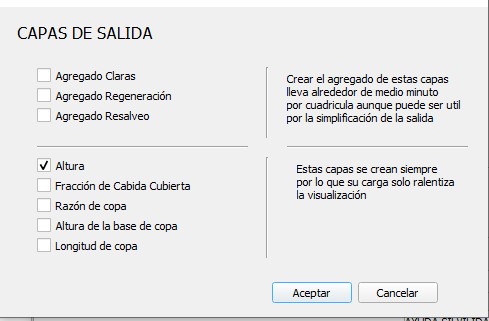 CAPAS DE SALIDA
Agregado Claras
Agregado Regeneración
Agregado Resalveo
Crear el agregado de estas capas
lleva alrededor de medio minuto
por cuadricula aunque puede ser util
por la simplificación de la salida
Altura
Fracción de Cabida Cubierta
Razón de copa
Altura de la base de copa
Longitud de copa
Estas capas se crean siempre
por lo que su carga solo ralentiza
la visualización
Aceptar
Cancelar